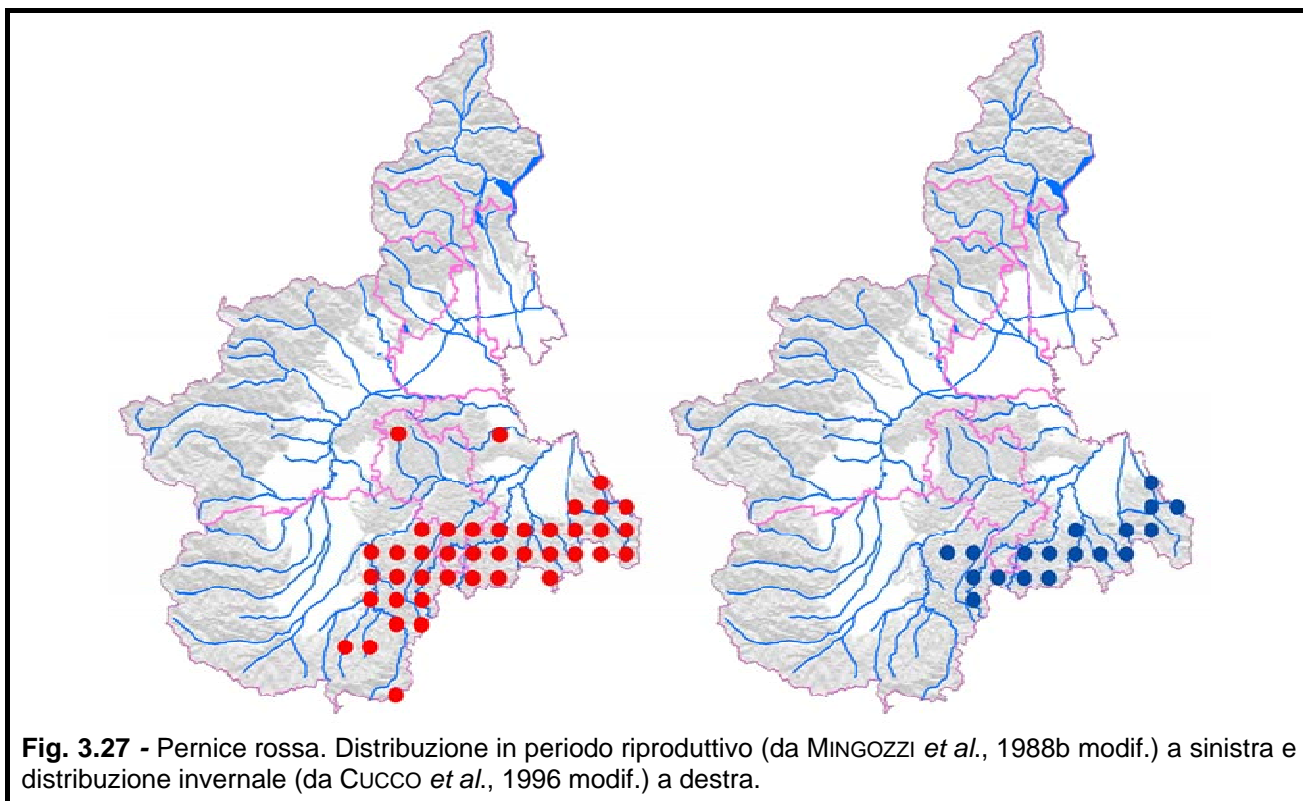 Fig. 3.27 - Pernice rossa. Distribuzione in periodo riproduttivo (da MINGOZZI et al., 1988b modif.) a sinistra e
distribuzione invernale (da CUCCO et al., 1996 modif.) a destra.